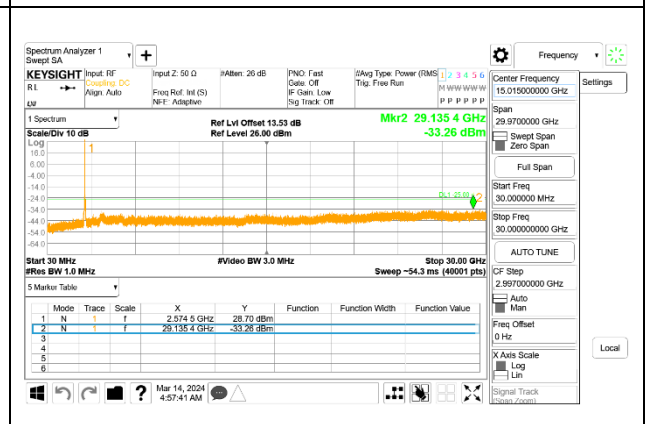 Spectrum Analyzer 1
Swept SA
+
Frequency
KEYSIGHT
Input: RF
Coupling: DC
Align: Auto
Input Z: 50 Ω
Freq Ref: Int (S)
NFE: Adaptive
#Atten: 26 dB
PNO: Fast
Gate: Off
IF Gain: Low
Sig Track: Off
#Avg Type: Power (RMS
Trig: Free Run
1 2 3 4 5 6
M W W W W W
P P P P P P
RL
Center Frequency
15.015000000 GHz
Settings
Span
29.9700000 GHz
Swept Span
Zero Span
Full Span
Start Freq
30.000000 MHz
Stop Freq
30.000000000 GHz
AUTO TUNE
CF Step
2.997000000 GHz
Auto
Man
Freq Offset
0 Hz
X Axis Scale
Log
Lin
Signal Track
(Span Zoom)
Local
1 Spectrum
Scale/Div 10 dB
Ref Lvl Offset 13.53 dB
Ref Level 26.00 dBm
Mkr2 29.135 4 GHz
-33.26 dBm
Log
16.0
6.00
-4.00
-14.0
-24.0
-34.0
-44.0
-54.0
-64.0
1
DL1 -25.00
2
Start 30 MHz
#Res BW 1.0 MHz
#Video BW 3.0 MHz
Stop 30.00 GHz
Sweep ~54.3 ms (40001 pts)
5 Marker Table
Mode Trace Scale X Y Function Function Width Function Value
1 N 1 f 2.574 5 GHz 28.70 dBm
2 N 1 f 29.135 4 GHz -33.26 dBm
3
4
5
6
?
Mar 14, 2024
4:57:41 AM